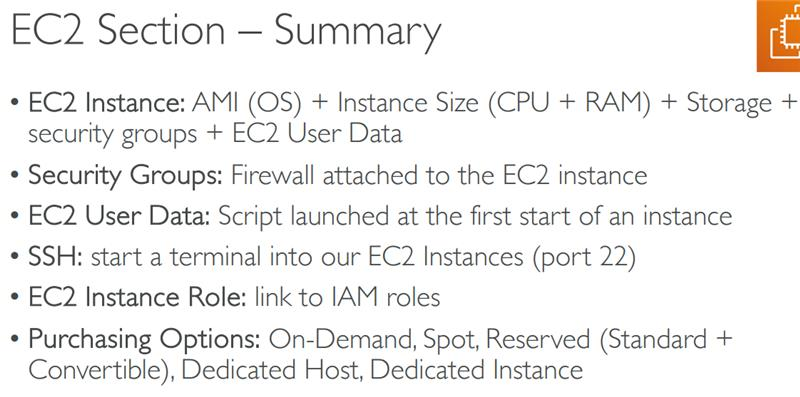 EC2 Section – Summary
• EC2 Instance: AMI (OS) + Instance Size (CPU + RAM) + Storage +
security groups + EC2 User Data
• Security Groups: Firewall attached to the EC2 instance
• EC2 User Data: Script launched at the first start of an instance
• SSH: start a terminal into our EC2 Instances (port 22)
• EC2 Instance Role: link to IAM roles
• Purchasing Options: On-Demand, Spot, Reserved (Standard +
Convertible), Dedicated Host, Dedicated Instance